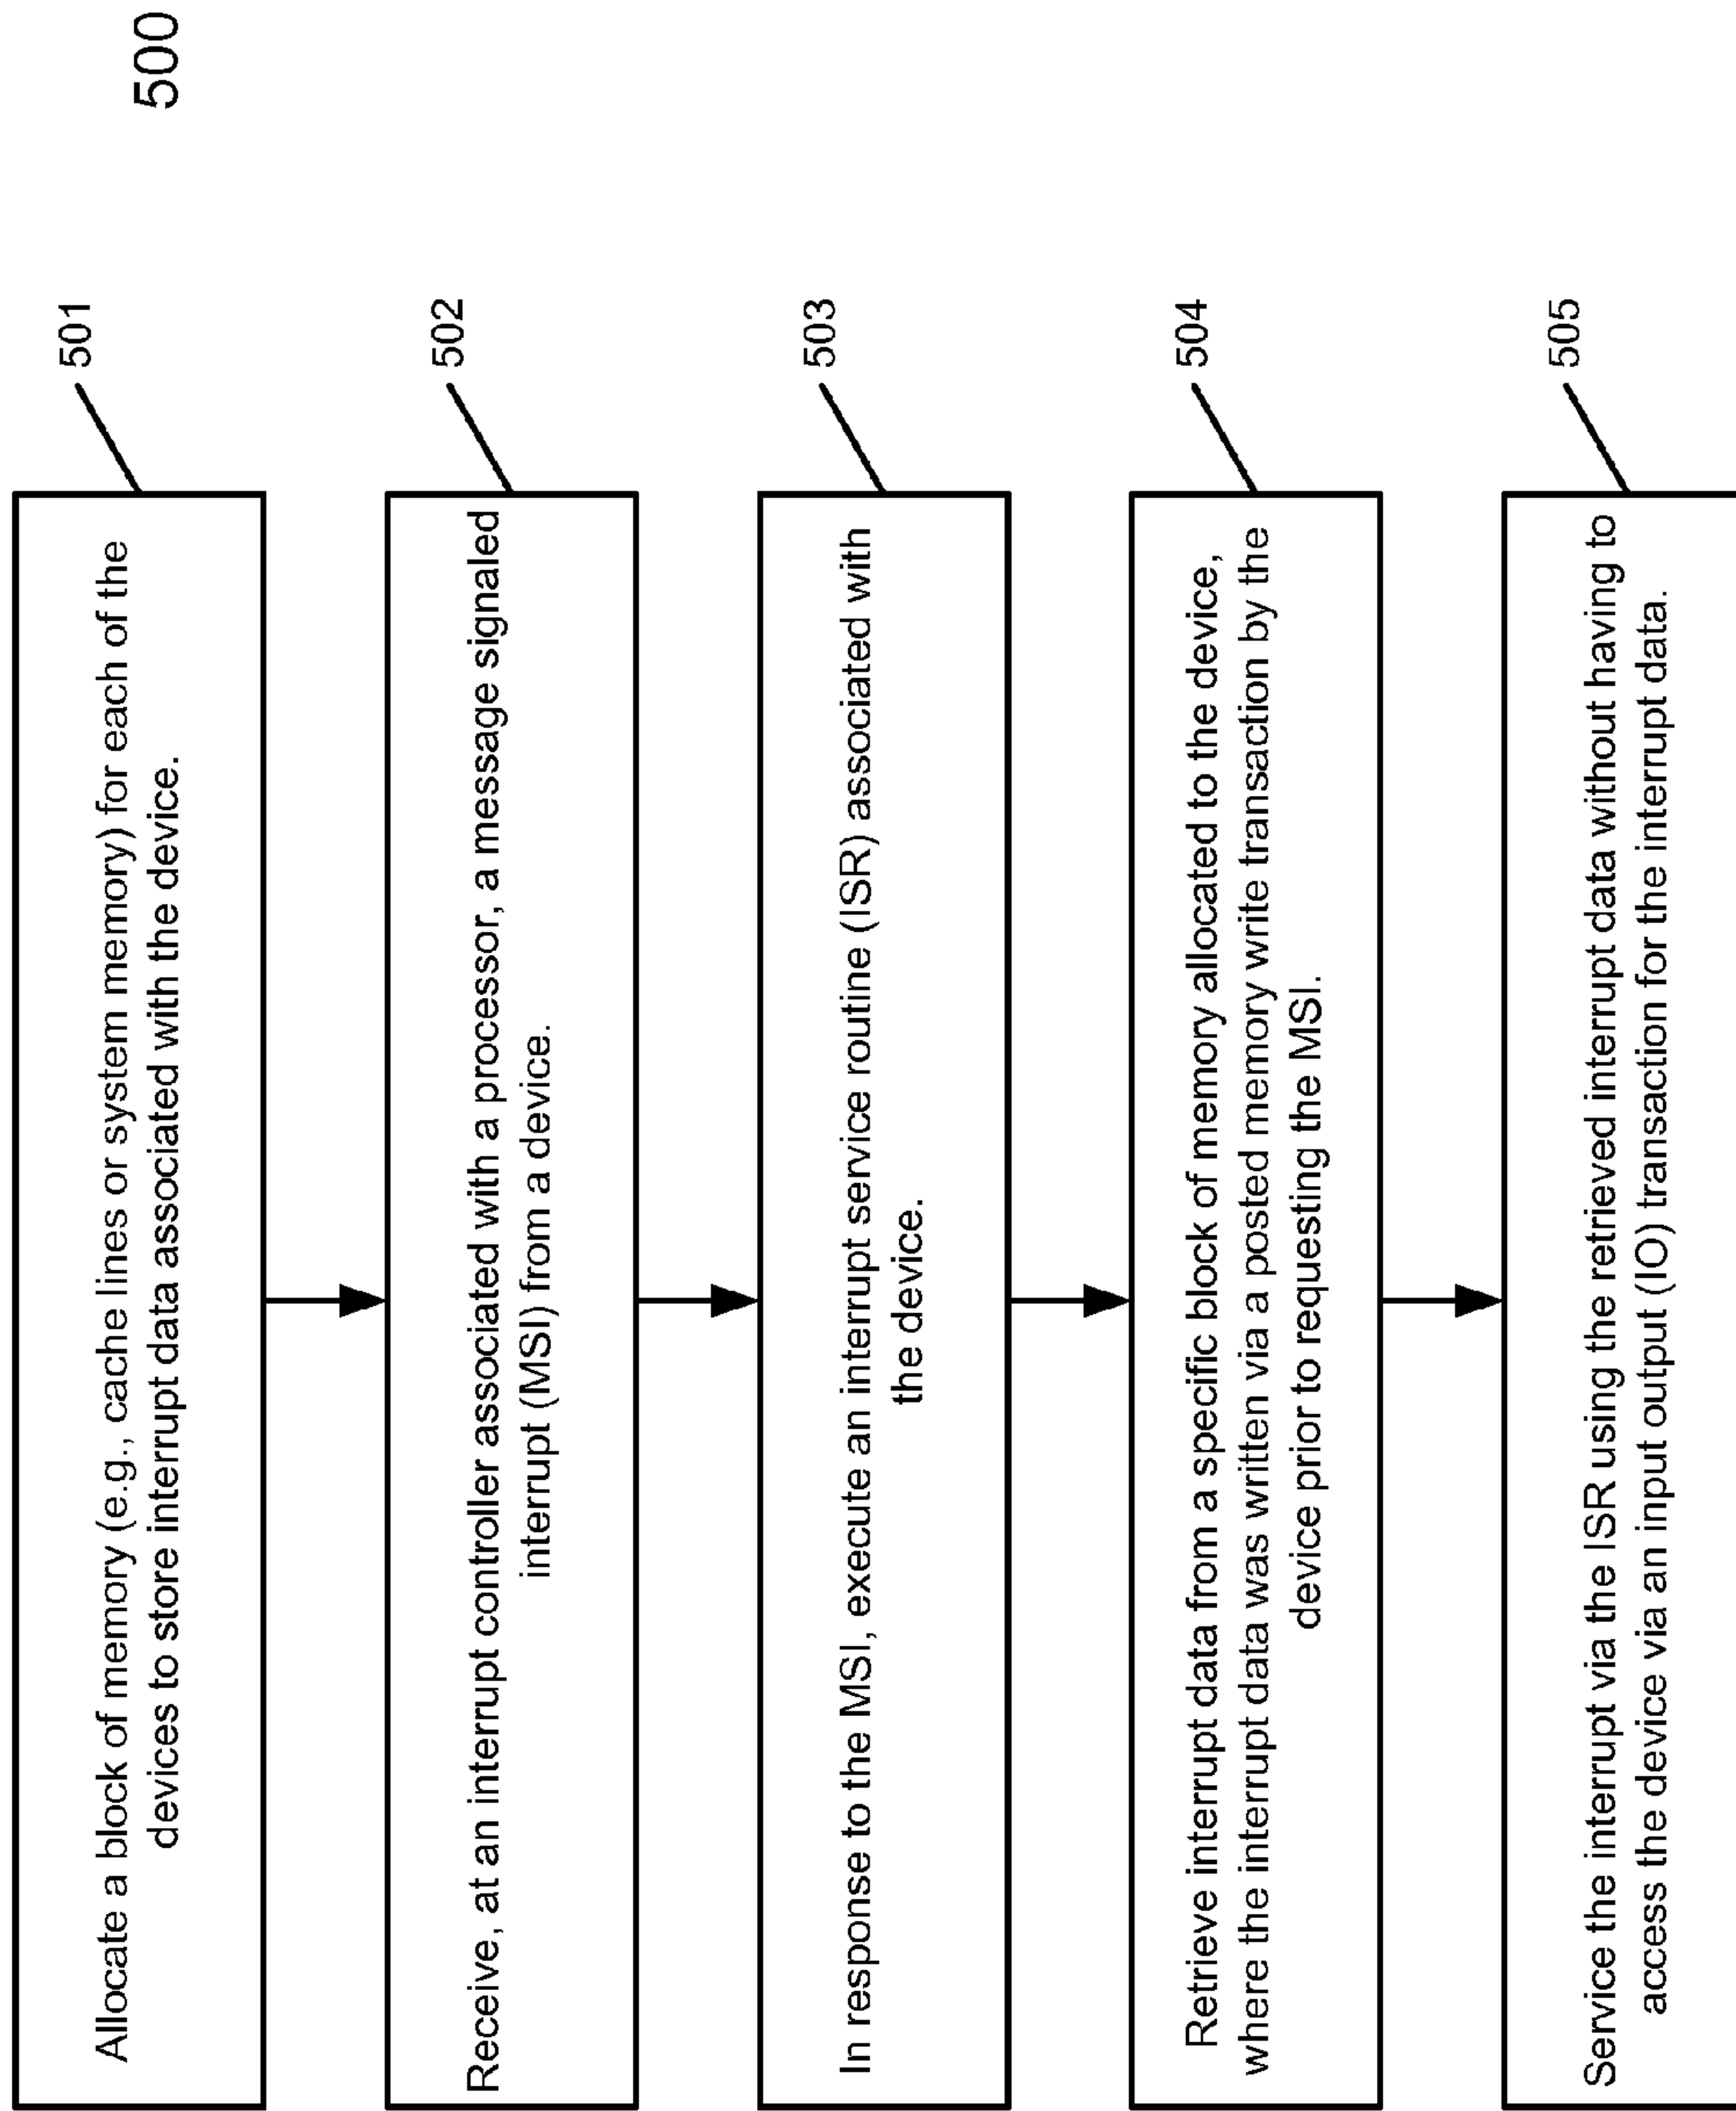 500
501
Allocate a block of memory (e.g., cache lines or system memory) for each of the
devices to store interrupt data associated with the device.
502
Receive, at an interrupt controller associated with a processor, a message signaled
interrupt (MSI) from a device.
503
In response to the MSI, execute an interrupt service routine (ISR) associated with
the device.
504
Retrieve interrupt data from a specific block of memory allocated to the device,
where the interrupt data was written via a posted memory write transaction by the
device prior to requesting the MSI.
505
Service the interrupt via the ISR using the retrieved interrupt data without having to
access the device via an input output (IO) transaction for the interrupt data.